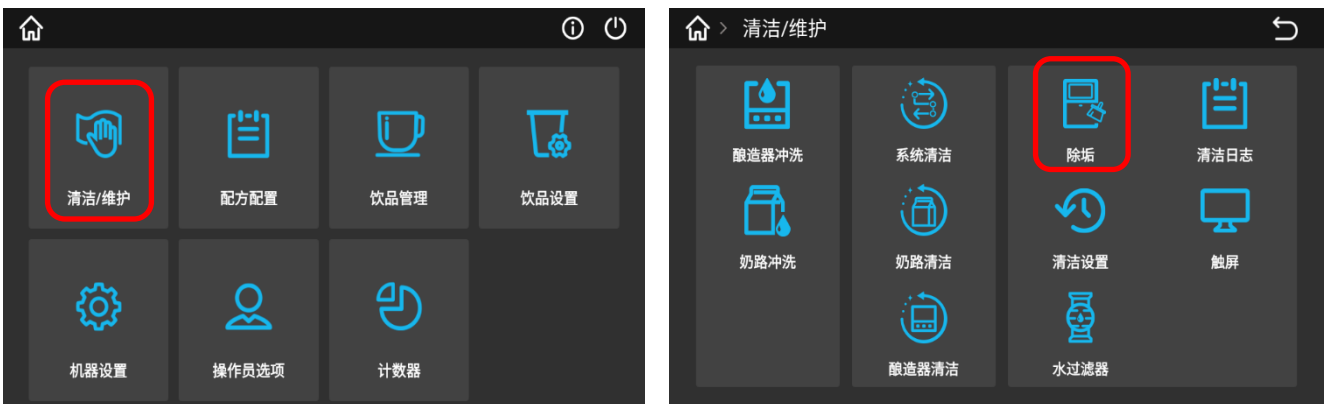 清洁/维护
配方配置
饮品管理
饮品设置
机器设置
操作员选项
计数器
清洁/维护
酿造器冲洗
系统清洁
除垢
清洁日志
奶路冲洗
奶路清洁
清洁设置
触屏
酿造器清洁
水过滤器